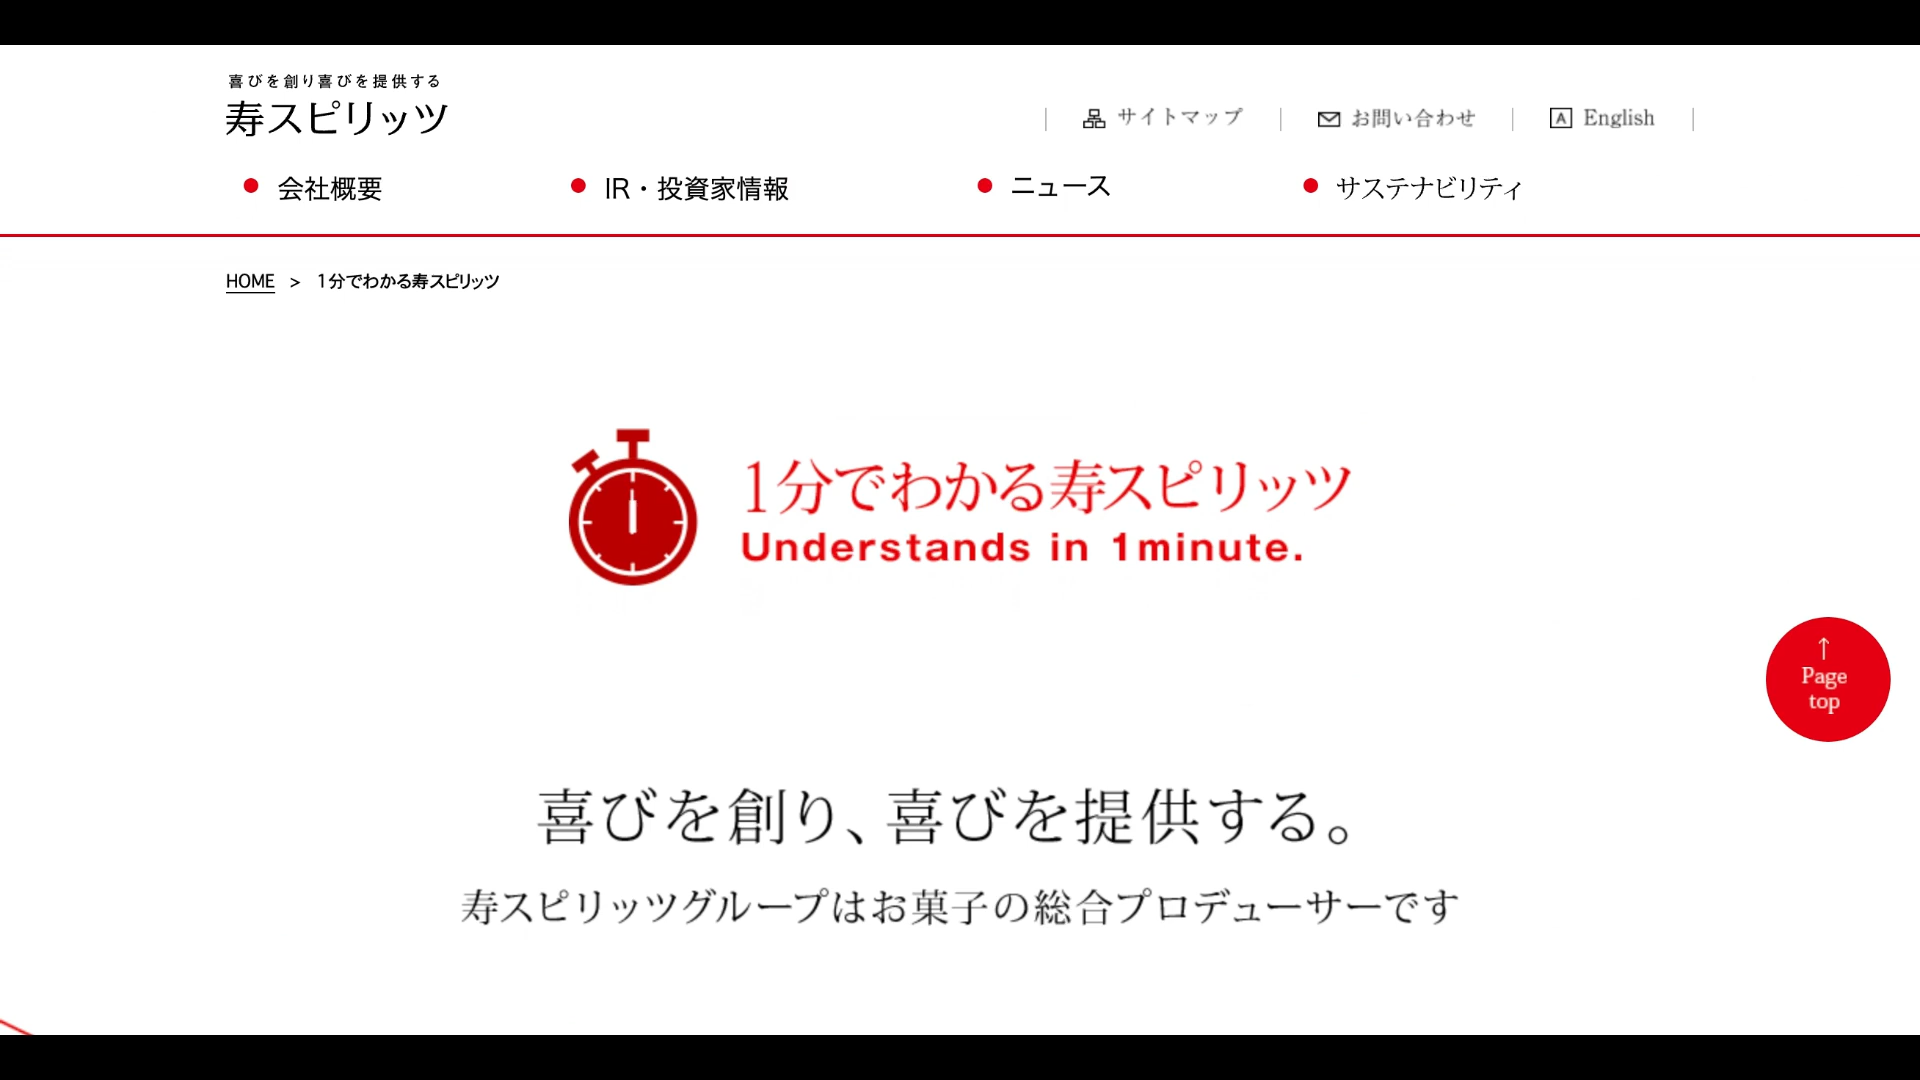 喜びを創り喜びを提供する
寿スピリッツ
サイトマップ
お問い合わせ
A English
会社概要
IR・投資家情報
ニュース
サステナビリティ
HOME > 1分でわかる寿スピリッツ
1分でわかる寿スピリッツ
Understands in 1minute.
↑
Page
top
喜びを創り、喜びを提供する。
寿スピリッツグループはお菓子の総合プロデューサーです